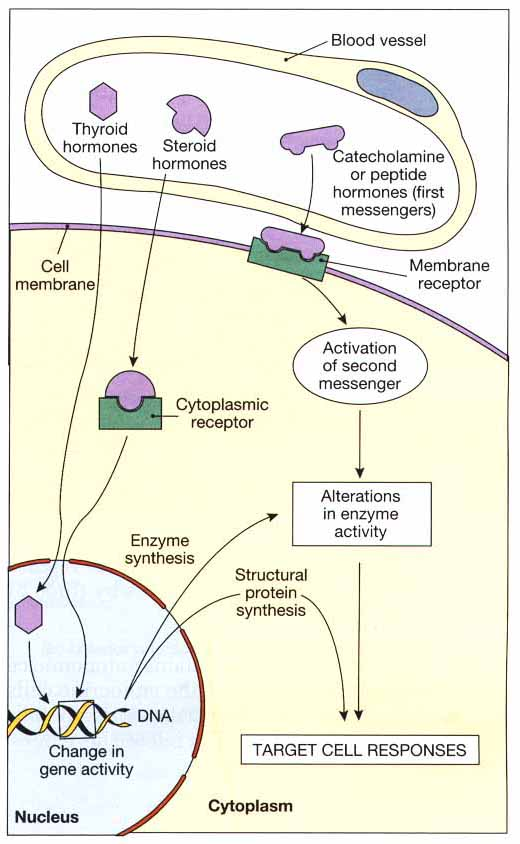 Blood vessel
Thyroid
hormones
Steroid
hormones
Catecholamine
or peptide
hormones (first
messengers)
Cell
membrane
Membrane
receptor
Activation
of second
messenger
Cytoplasmic
receptor
Alterations
in enzyme
activity
Enzyme
synthesis
Structural
protein
synthesis
DNA
Change in
gene activity
TARGET CELL RESPONSES
Nucleus
Cytoplasm